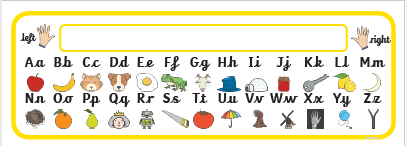 left right
Aa Bb Cc Dd Ee Ff Gg Hh Ii Jj Kk Ll Mm
Nn Oo Pp Qq Rr Ss Tt Uu Vv Ww Xx Yy Zz